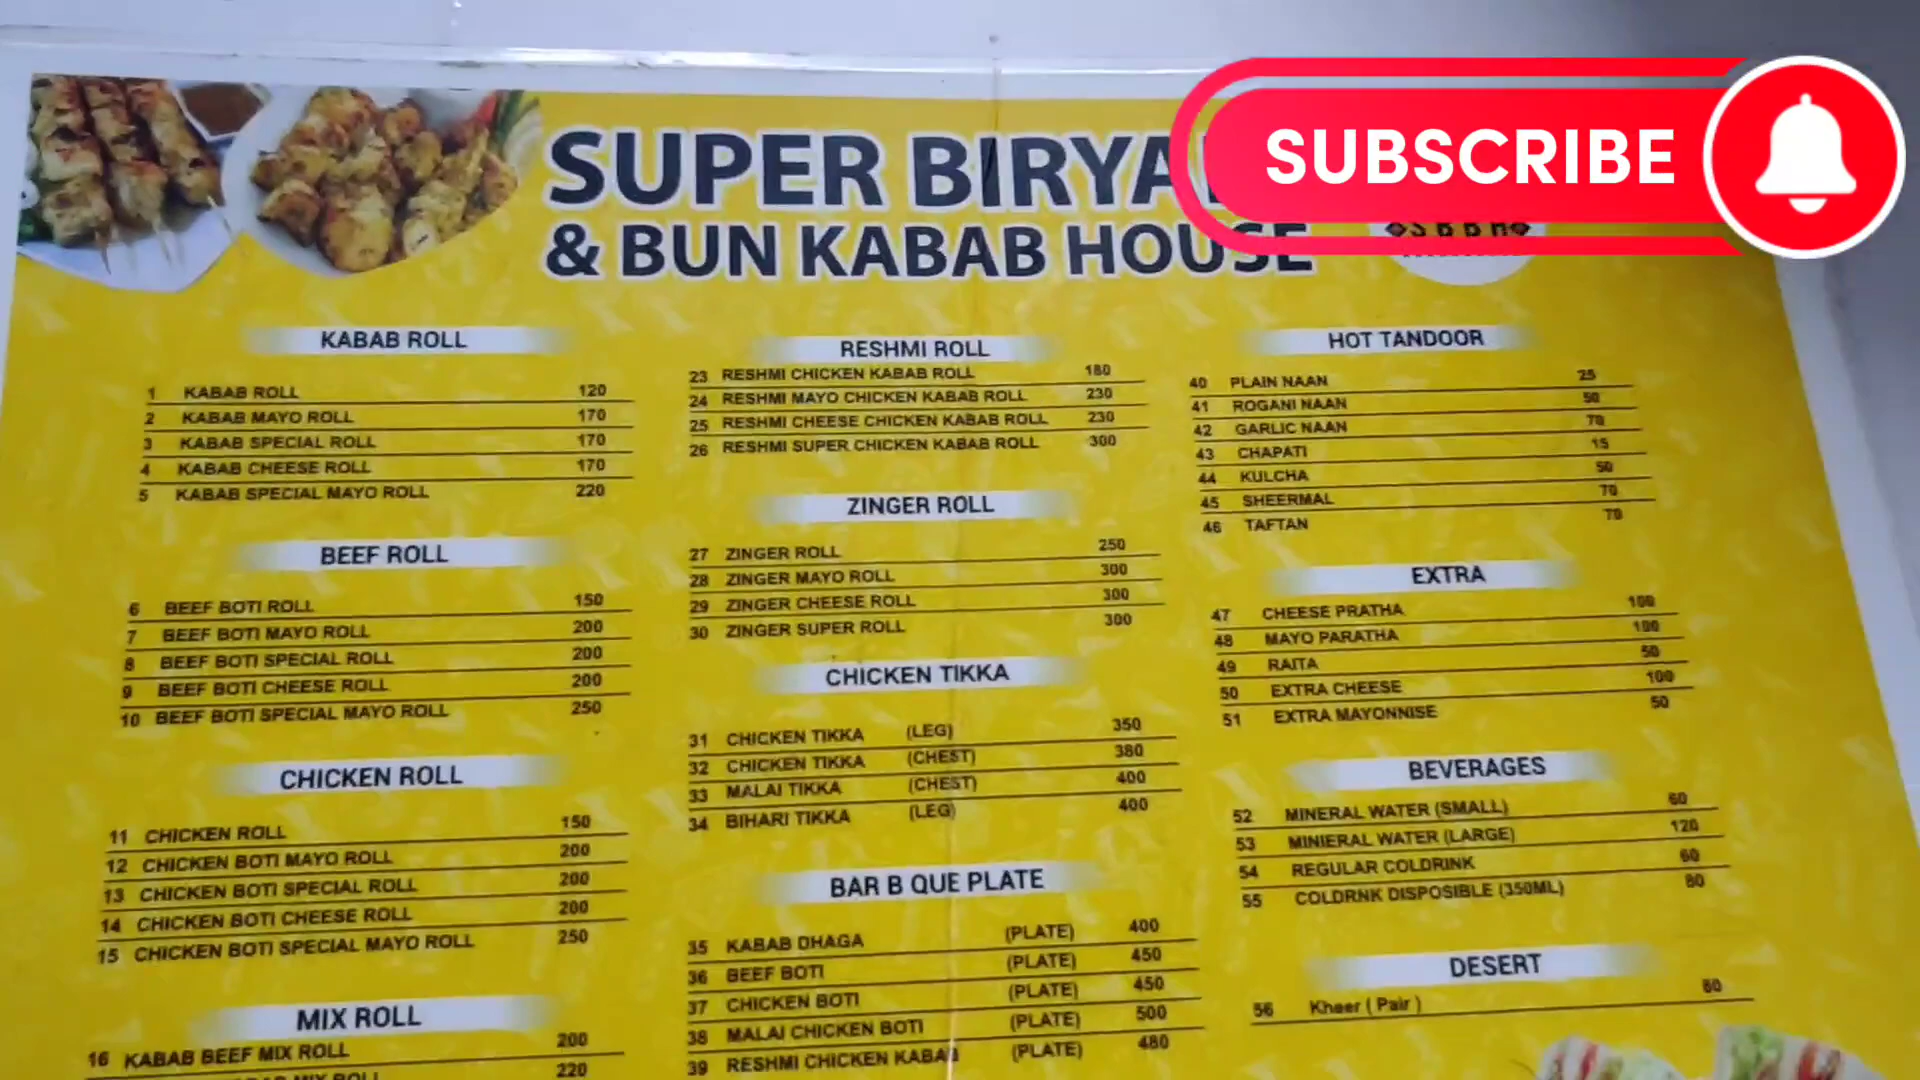 SUPER BIRYA
& BUN KABAB HOUSE
SUBSCRIBE
KABAB ROLL
1 KABAB ROLL 120
2 KABAB MAYO ROLL 170
3 KABAB SPECIAL ROLL 170
4 KABAB CHEESE ROLL 170
5 KABAB SPECIAL MAYO ROLL 220
BEEF ROLL
6 BEEF BOTI ROLL 150
7 BEEF BOTI MAYO ROLL 200
8 BEEF BOTI SPECIAL ROLL 200
9 BEEF BOTI CHEESE ROLL 200
10 BEEF BOTI SPECIAL MAYO ROLL 250
CHICKEN ROLL
11 CHICKEN ROLL 150
12 CHICKEN BOTI MAYO ROLL 200
13 CHICKEN BOTI SPECIAL ROLL 200
14 CHICKEN BOTI CHEESE ROLL 200
15 CHICKEN BOTI SPECIAL MAYO ROLL 250
MIX ROLL
16 KABAB BEEF MIX ROLL 200
MIX ROLL 220
RESHMI ROLL
23 RESHMI CHICKEN KABAB ROLL 180
24 RESHMI MAYO CHICKEN KABAB ROLL 230
25 RESHMI CHEESE CHICKEN KABAB ROLL 230
26 RESHMI SUPER CHICKEN KABAB ROLL 300
ZINGER ROLL
27 ZINGER ROLL 250
28 ZINGER MAYO ROLL 300
29 ZINGER CHEESE ROLL 300
30 ZINGER SUPER ROLL 300
CHICKEN TIKKA
31 CHICKEN TIKKA (LEG) 350
32 CHICKEN TIKKA (CHEST) 380
33 MALAI TIKKA (CHEST) 400
34 BIHARI TIKKA (LEG) 400
BAR B QUE PLATE
35 KABAB DHAGA (PLATE) 400
36 BEEF BOTI (PLATE) 450
37 CHICKEN BOTI (PLATE) 450
38 MALAI CHICKEN BOTI (PLATE) 500
39 RESHMI CHICKEN KABAB (PLATE) 480
HOT TANDOOR
40 PLAIN NAAN 25
41 ROGANI NAAN 50
42 GARLIC NAAN 70
43 CHAPATI 15
44 KULCHA 50
45 SHEERMAL 70
46 TAFTAN 70
EXTRA
47 CHEESE PRATHA 100
48 MAYO PARATHA 100
49 RAITA 50
50 EXTRA CHEESE 100
51 EXTRA MAYONNISE 50
BEVERAGES
52 MINERAL WATER (SMALL) 60
53 MINIERAL WATER (LARGE) 120
54 REGULAR COLDRINK 60
55 COLDRNK DISPOSIBLE (350ML) 80
DESERT
56 Kheer ( Pair ) 80